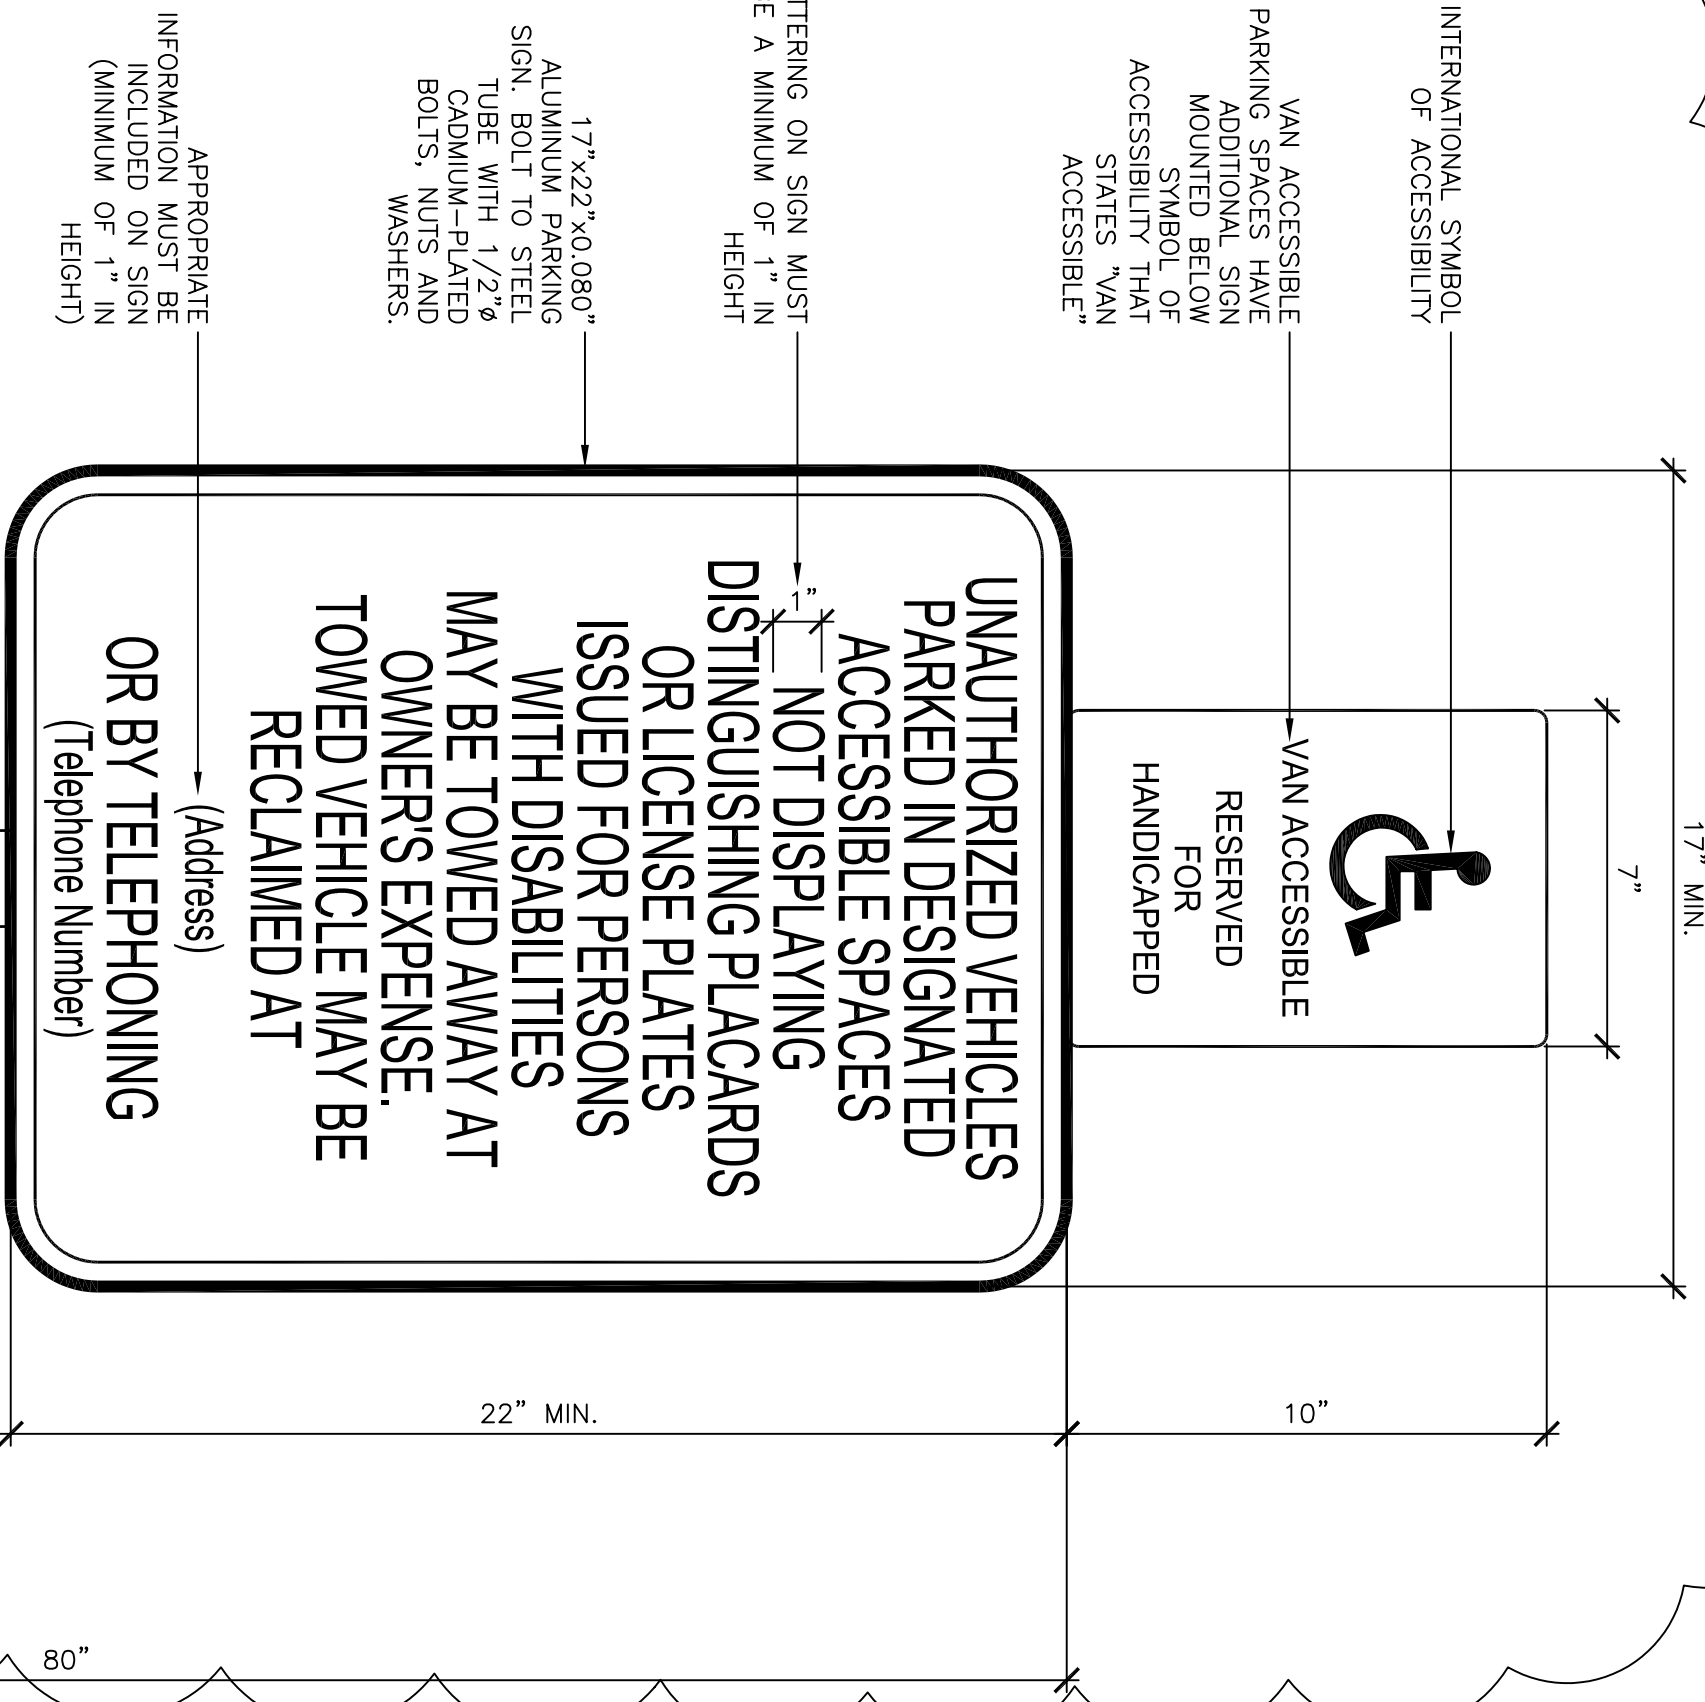 17” MIN.
7”
INTERNATIONAL SYMBOL
OF ACCESSIBILITY
VAN ACCESSIBLE
PARKING SPACES HAVE
ADDITIONAL SIGN
MOUNTED BELOW
SYMBOL OF
ACCESSIBILITY THAT
STATES "VAN
ACCESSIBLE"
VAN ACCESSIBLE
RESERVED
FOR
HANDICAPPED
10”
UNAUTHORIZED VEHICLES
PARKED IN DESIGNATED
ACCESSIBLE SPACES
NOT DISPLAYING
DISTINGUISHING PLACARDS
OR LICENSE PLATES
ISSUED FOR PERSONS
WITH DISABILITIES
MAY BE TOWED AWAY AT
OWNER'S EXPENSE.
TOWED VEHICLE MAY BE
RECLAIMED AT
(Address)
OR BY TELEPHONING
(Telephone Number)
1”
ON SIGN MUST
A MINIMUM OF 1” IN
HEIGHT
17”x22”x0.080”
ALUMINUM PARKING
SIGN. BOLT TO STEEL
TUBE WITH 1/2”ø
CADMIUM-PLATED
BOLTS, NUTS AND
WASHERS.
APPROPRIATE
INFORMATION MUST BE
INCLUDED ON SIGN
(MINIMUM OF 1” IN
HEIGHT)
22” MIN.
80”